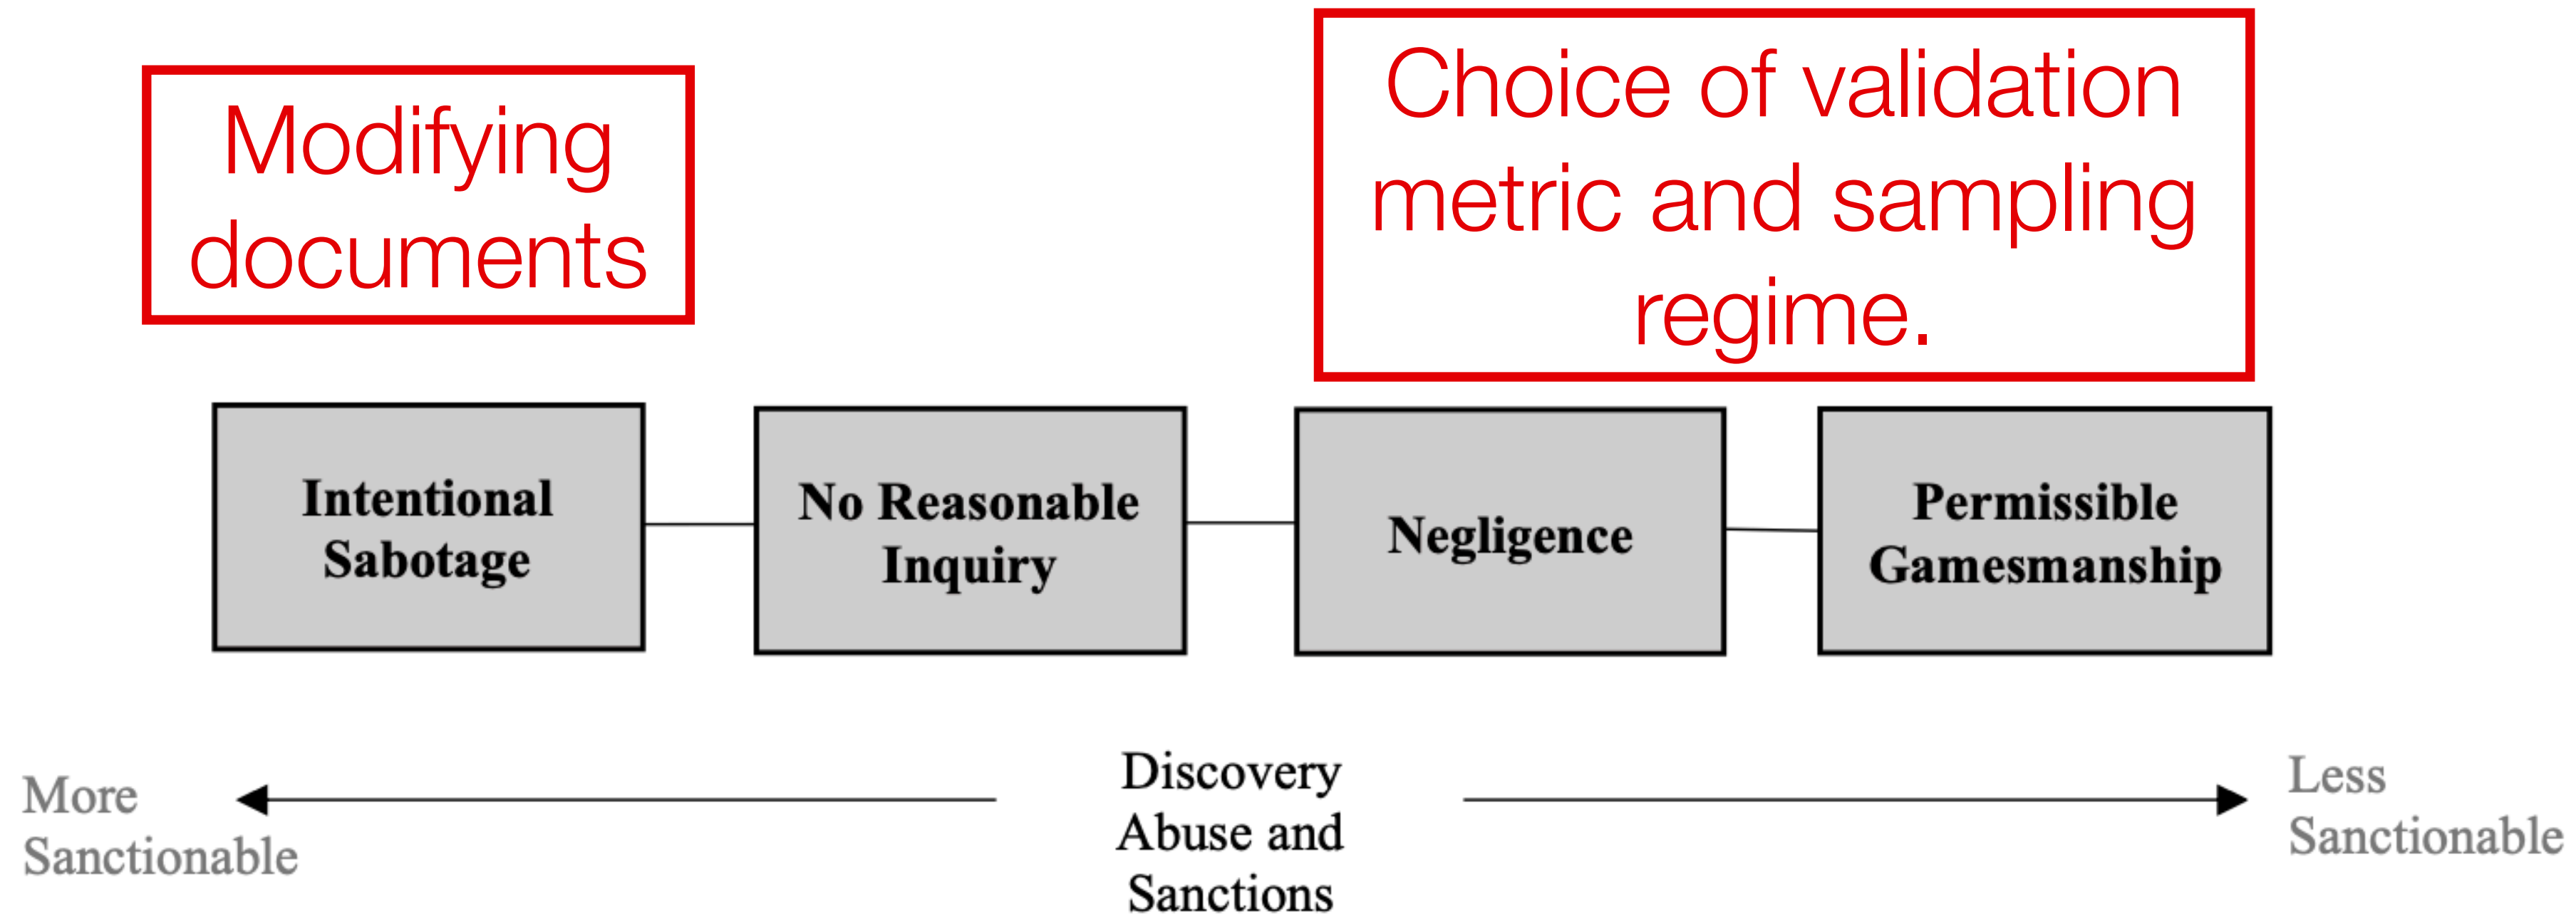 Modifying
documents
Choice of validation
metric and sampling
regime.
Intentional
Sabotage
No Reasonable
Inquiry
Negligence
Permissible
Gamesmanship
More
Sanctionable
Discovery
Abuse and
Sanctions
Less
Sanctionable